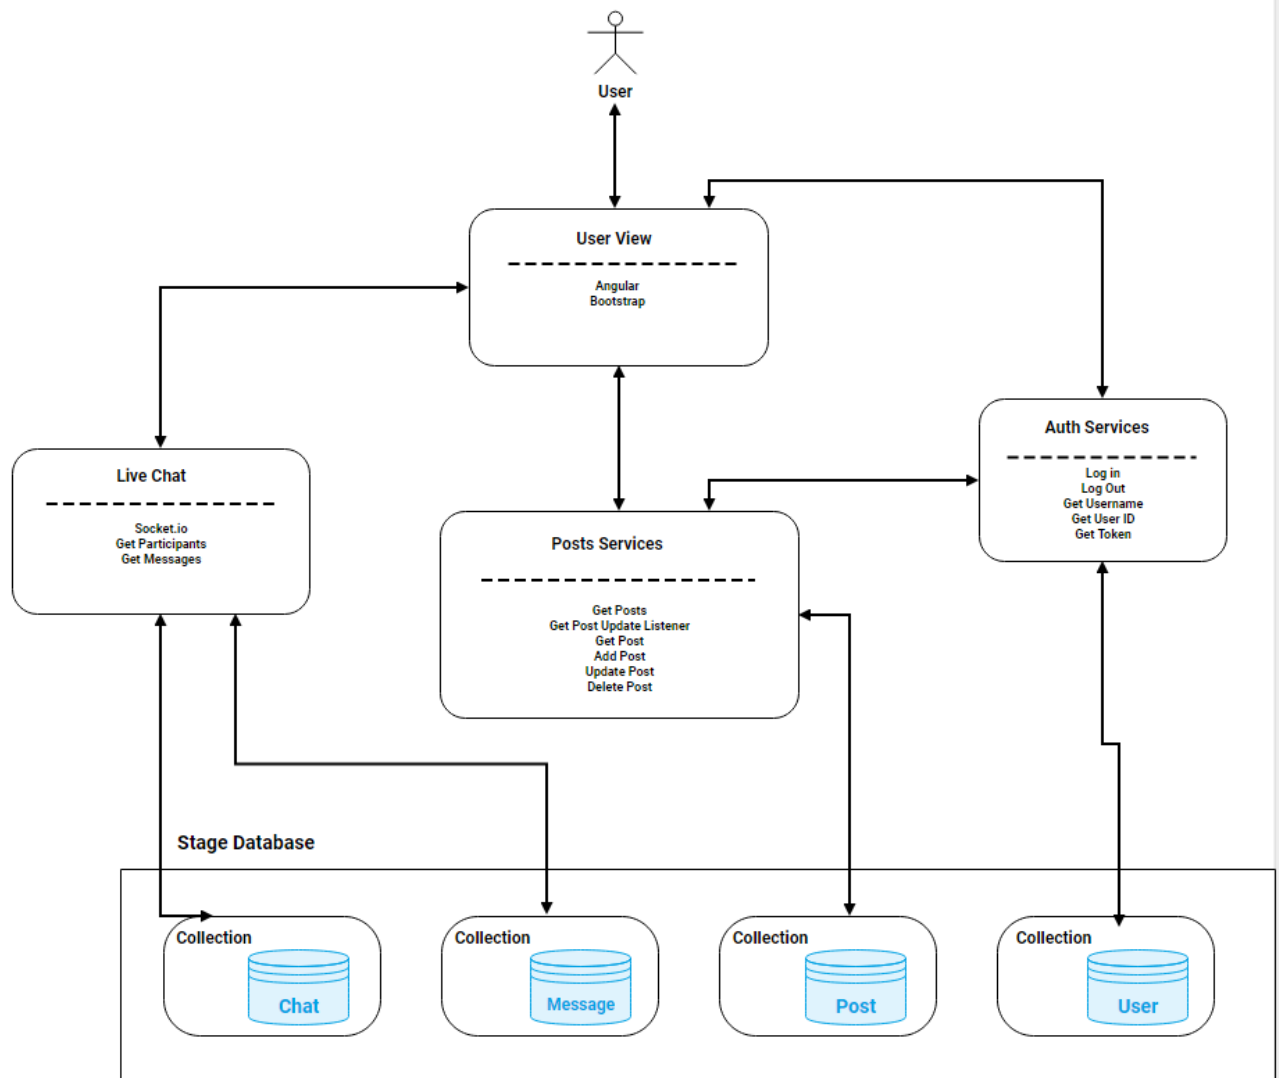 User
User View
Angular
Bootstrap
Auth Services
Log in
Log Out
Get Username
Get User ID
Get Token
Live Chat
Socket.io
Get Participants
Get Messages
Posts Services
Get Posts
Get Post Update Listener
Get Post
Add Post
Update Post
Delete Post
Stage Database
Collection
Chat
Collection
Message
Collection
Post
Collection
User